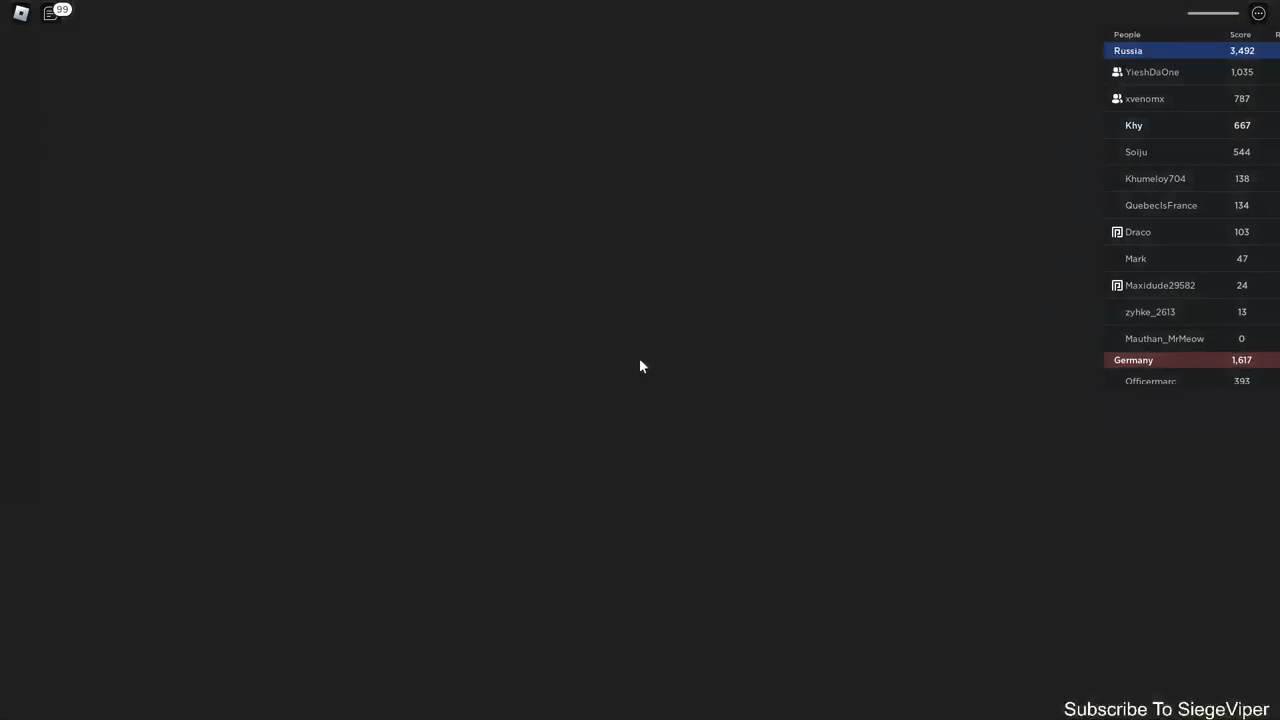 99
People Score R
Russia 3,492
YieshDaOne 1,035
xvenomx 787
Khy 667
Soiju 544
Khumeloy704 138
QuebecIsFrance 134
Draco 103
Mark 47
Maxidude29582 24
zyhke_2613 13
Mauthan_MrMeow 0
Germany 1,617
Officermarc 393
Subscribe To SiegeViper